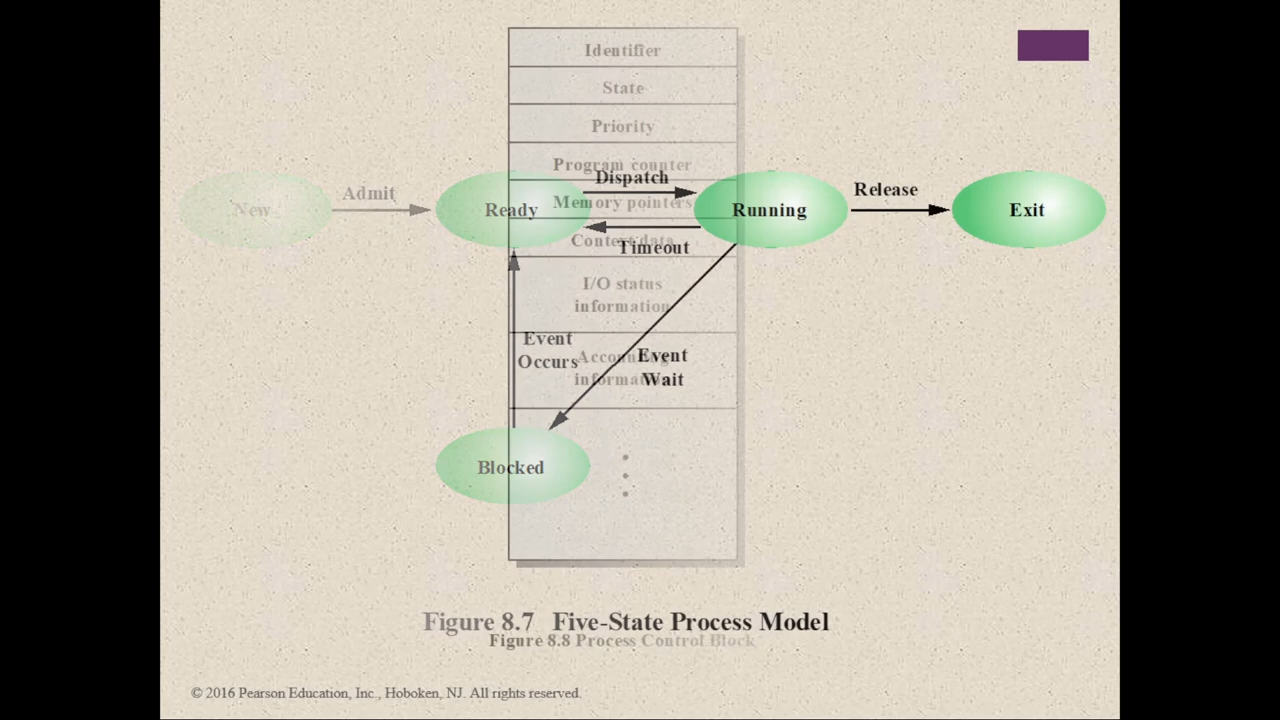 Identifier
State
Priority
Program counter
Dispatch
Admit
Release
Memory pointers
New
Ready
Running
Exit
Context data
Timeout
I/O status
information
Event
Occurs
Accounting
information
Event
Wait
Blocked
Figure 8.7 Five-State Process Model
Figure 8.8 Process Control Block
© 2016 Pearson Education, Inc., Hoboken, NJ. All rights reserved.